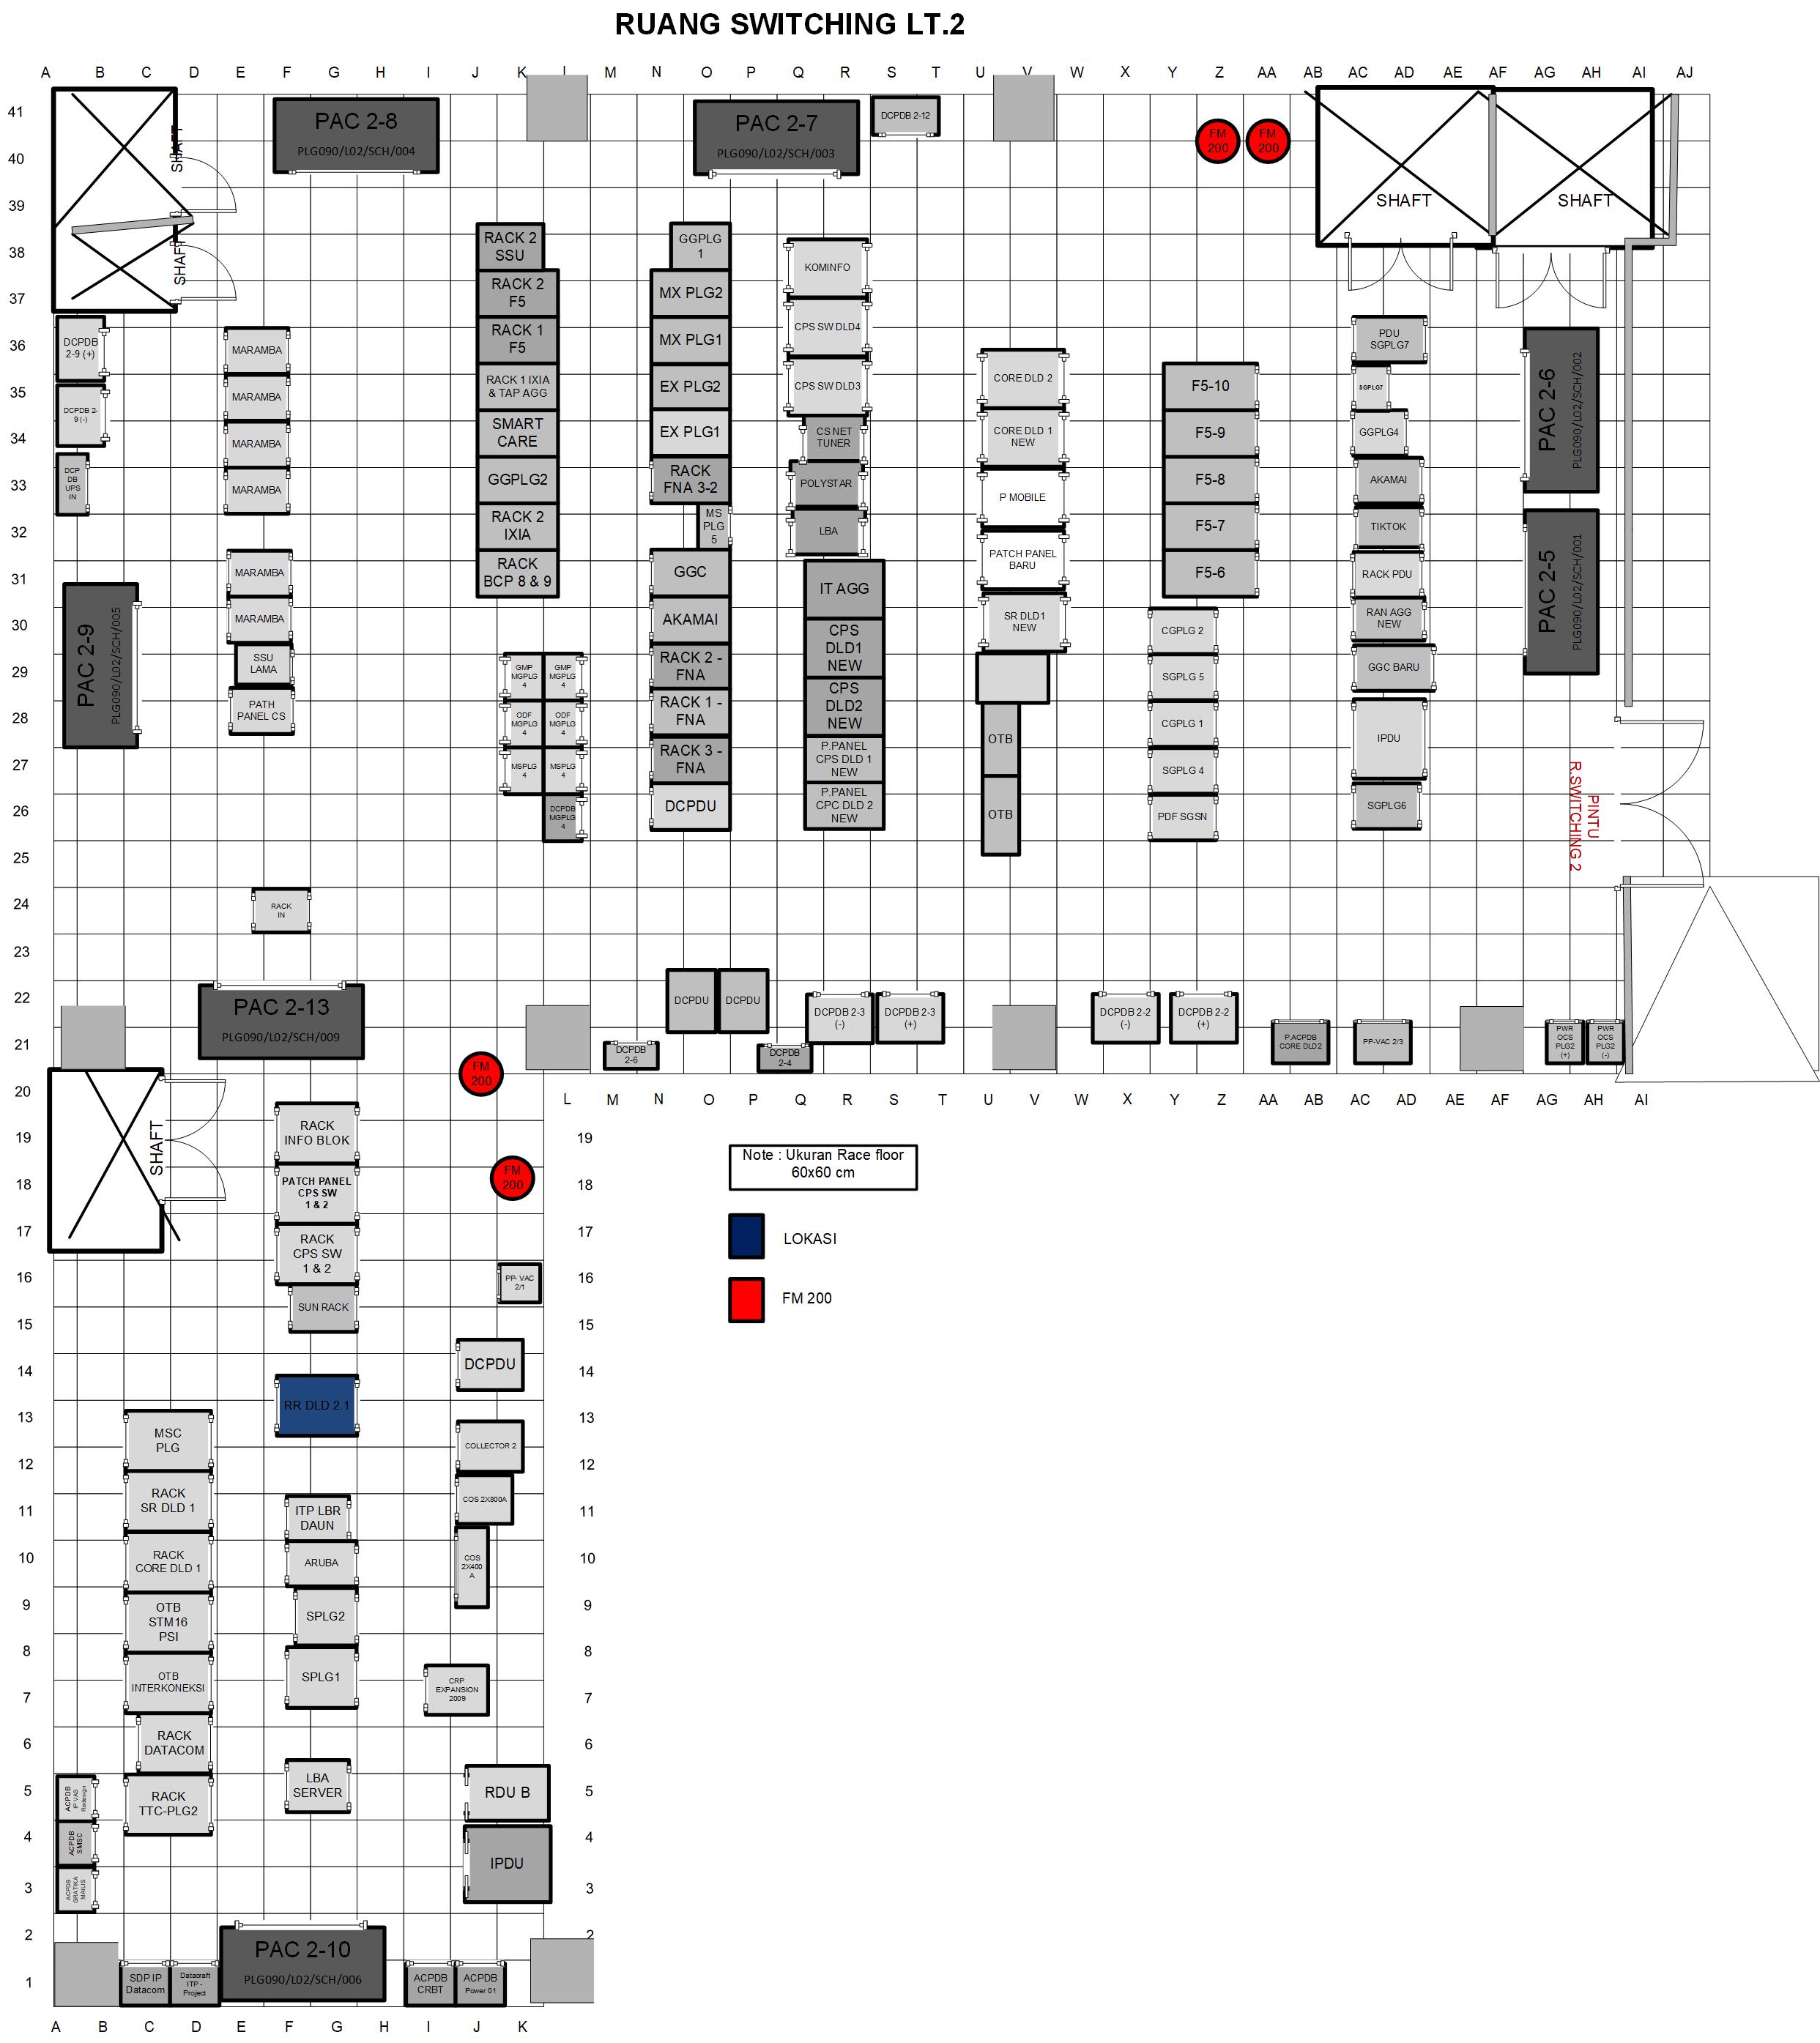 RUANG SWITCHING LT.2
A B C D E F G H I J K L M N O P Q R S T U V W X Y Z AA AB AC AD AE AF AG AH AI AJ
41
40
39
38
37
36
35
34
33
32
31
30
29
28
27
26
25
24
23
22
21
20
19
18
17
16
15
14
13
12
11
10
9
8
7
6
5
4
3
2
1
SHAFT
SHAFT
PAC 2-8
PLG090/L02/SCH/004
PAC 2-7
PLG090/L02/SCH/003
DCPDB 2-12
FM
200
FM
200
SHAFT
SHAFT
DCPDB
2-9 (+)
DCPDB 2-
9 (-)
DCP
DB
UPS
IN
PAC 2-9
PLG090/L02/SCH/005
MARAMBA
MARAMBA
MARAMBA
MARAMBA
MARAMBA
MARAMBA
SSU
LAMA
PATH
PANEL CS
RACK
IN
RACK 2
SSU
RACK 2
F5
RACK 1
F5
RACK 1 IXIA
& TAP AGG
SMART
CARE
GGPLG2
RACK 2
IXIA
RACK
BCP 8 & 9
GMP
MGPLG
4
GMP
MGPLG
4
ODF
MGPLG
4
ODF
MGPLG
4
MSPLG
4
MSPLG
4
DCPDB
MGPLG
4
GGPLG
1
MX PLG2
MX PLG1
EX PLG2
EX PLG1
RACK
FNA 3-2
MS
PLG
5
GGC
AKAMAI
RACK 2 -
FNA
RACK 1 -
FNA
RACK 3 -
FNA
DCPDU
KOMINFO
CPS SW DLD4
CPS SW DLD3
CS NET
TUNER
POLYSTAR
LBA
IT AGG
CPS
DLD1
NEW
CPS
DLD2
NEW
P.PANEL
CPS DLD 1
NEW
P.PANEL
CPC DLD 2
NEW
CORE DLD 2
CORE DLD 1
NEW
P MOBILE
PATCH PANEL
BARU
SR DLD1
NEW
OTB
OTB
F5-10
F5-9
F5-8
F5-7
F5-6
CGPLG 2
SGPLG 5
CGPLG 1
SGPLG 4
PDF SGSN
PDU
SGPLG7
SGPLG7
GGPLG4
AKAMAI
TIKTOK
RACK PDU
RAN AGG
NEW
GGC BARU
IPDU
SGPLG6
PAC 2-6
PLG090/L02/SCH/002
PAC 2-5
PLG090/L02/SCH/001
PINTU
R.SWITCHING 2
PAC 2-13
PLG090/L02/SCH/009
DCPDU
DCPDU
DCPDB
2-6
DCPDB
2-4
DCPDB 2-3
(-)
DCPDB 2-3
(+)
DCPDB 2-2
(-)
DCPDB 2-2
(+)
P.ACPDB
CORE DLD2
PP-VAC 2/3
PWR
OCS
PLG2
(+)
PWR
OCS
PLG2
(-)
L M N O P Q R S T U V W X Y Z AA AB AC AD AE AF AG AH AI
FM
200
SHAFT
RACK
INFO BLOK
PATCH PANEL
CPS SW
1 & 2
RACK
CPS SW
1 & 2
SUN RACK
FM
200
PP- VAC
2/1
19
18
17
16
15
14
13
12
11
10
9
8
7
6
5
4
3
2
Note : Ukuran Race floor
60x60 cm
LOKASI
FM 200
DCPDU
RR DLD 2.1
COLLECTOR 2
COS 2X800A
COS
2X400
A
MSC
PLG
RACK
SR DLD 1
RACK
CORE DLD 1
OTB
STM16
PSI
OTB
INTERKONEKSI
RACK
DATACOM
RACK
TTC-PLG2
ITP LBR
DAUN
ARUBA
SPLG2
SPLG1
CRP
EXPANSION
2009
LBA
SERVER
RDU B
IPDU
ACPDB
IP VAS
Redesign
ACPDB
SMSC
ACPDB
GRATIKA
MAILIS
PAC 2-10
PLG090/L02/SCH/006
SDP IP
Datacom
Datacraft
ITP -
Project
ACPDB
CRBT
ACPDB
Power 01
A B C D E F G H I J K